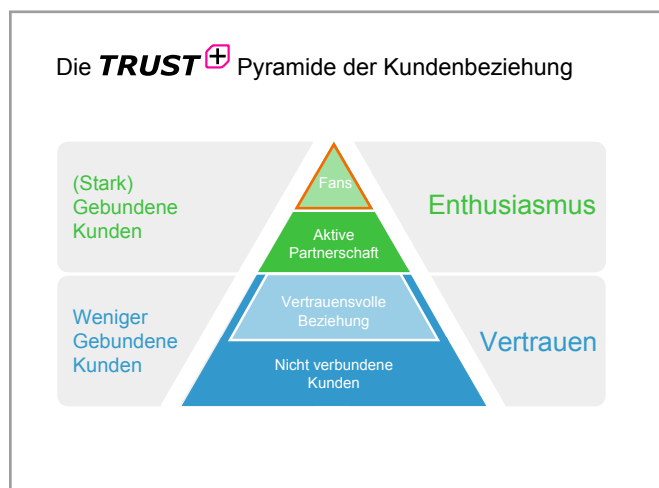 Die TRUST+ Pyramide der Kundenbeziehung
(Stark)
Gebundene
Kunden
Fans
Aktive
Partnerschaft
Enthusiasmus
Weniger
Gebundene
Kunden
Vertrauensvolle
Beziehung
Nicht verbundene
Kunden
Vertrauen